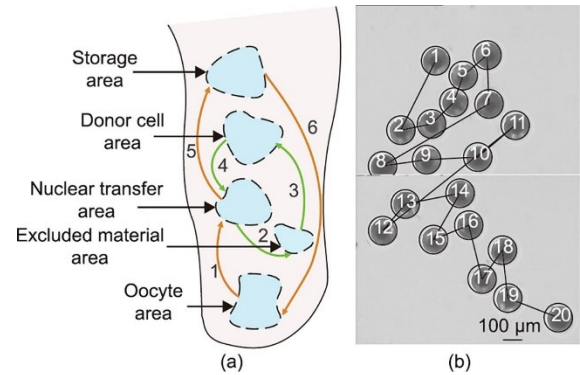 Storage
area
Donor cell
area
Nuclear transfer
area
Excluded material
area
Oocyte
area
1
2
3
4
5
6
(a)
1
2
3
4
5
6
7
8
9
10
11
12
13
14
15
16
17
18
19
20
100 µm
(b)